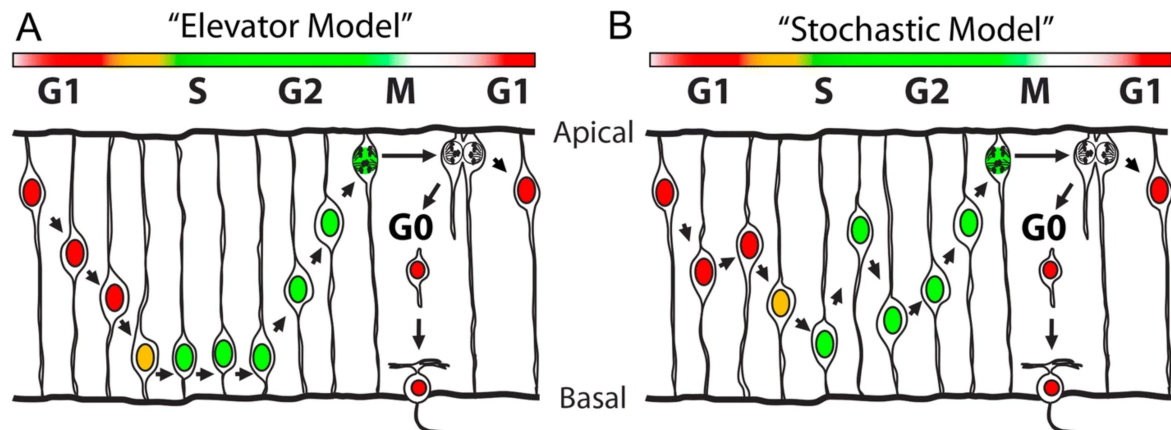 A
“Elevator Model”
G1 S G2 M G1
G0
Apical
Basal
B
“Stochastic Model”
G1 S G2 M G1
G0